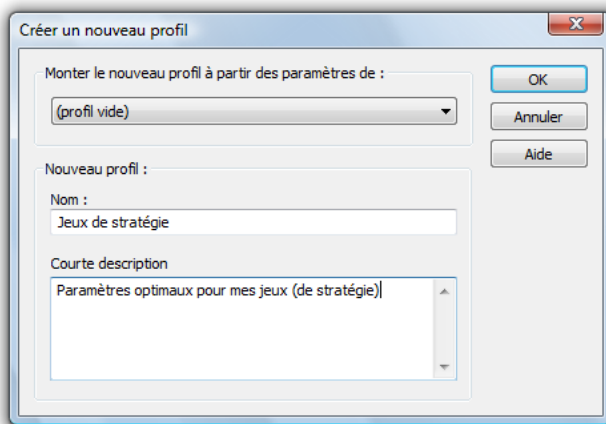 Créer un nouveau profil
Monter le nouveau profil à partir des paramètres de :
(profil vide)
OK
Annuler
Aide
Nouveau profil :
Nom :
Jeux de stratégie
Courte description
Paramètres optimaux pour mes jeux (de stratégie)